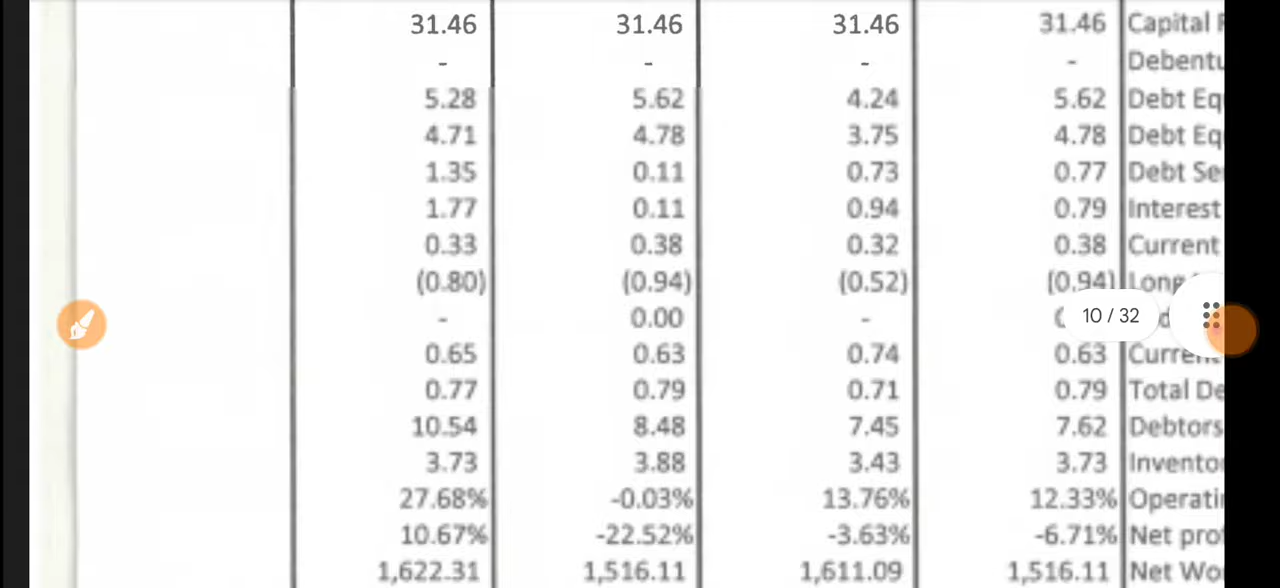 31.46 31.46 31.46 31.46 Capital
- - - - Debentu
5.28 5.62 4.24 5.62 Debt Eq
4.71 4.78 3.75 4.78 Debt Eq
1.35 0.11 0.73 0.77 Debt Se
1.77 0.11 0.94 0.79 Interest
0.33 0.38 0.32 0.38 Current
(0.80) (0.94) (0.52) (0.94) Long
- 0.00 -
10 / 32
0.65 0.63 0.74 0.63 Current
0.77 0.79 0.71 0.79 Total De
10.54 8.48 7.45 7.62 Debtors
3.73 3.88 3.43 3.73 Invento
27.68% -0.03% 13.76% 12.33% Operati
10.67% -22.52% -3.63% -6.71% Net prof
1,622.31 1,516.11 1,611.09 1,516.11 Net Wo